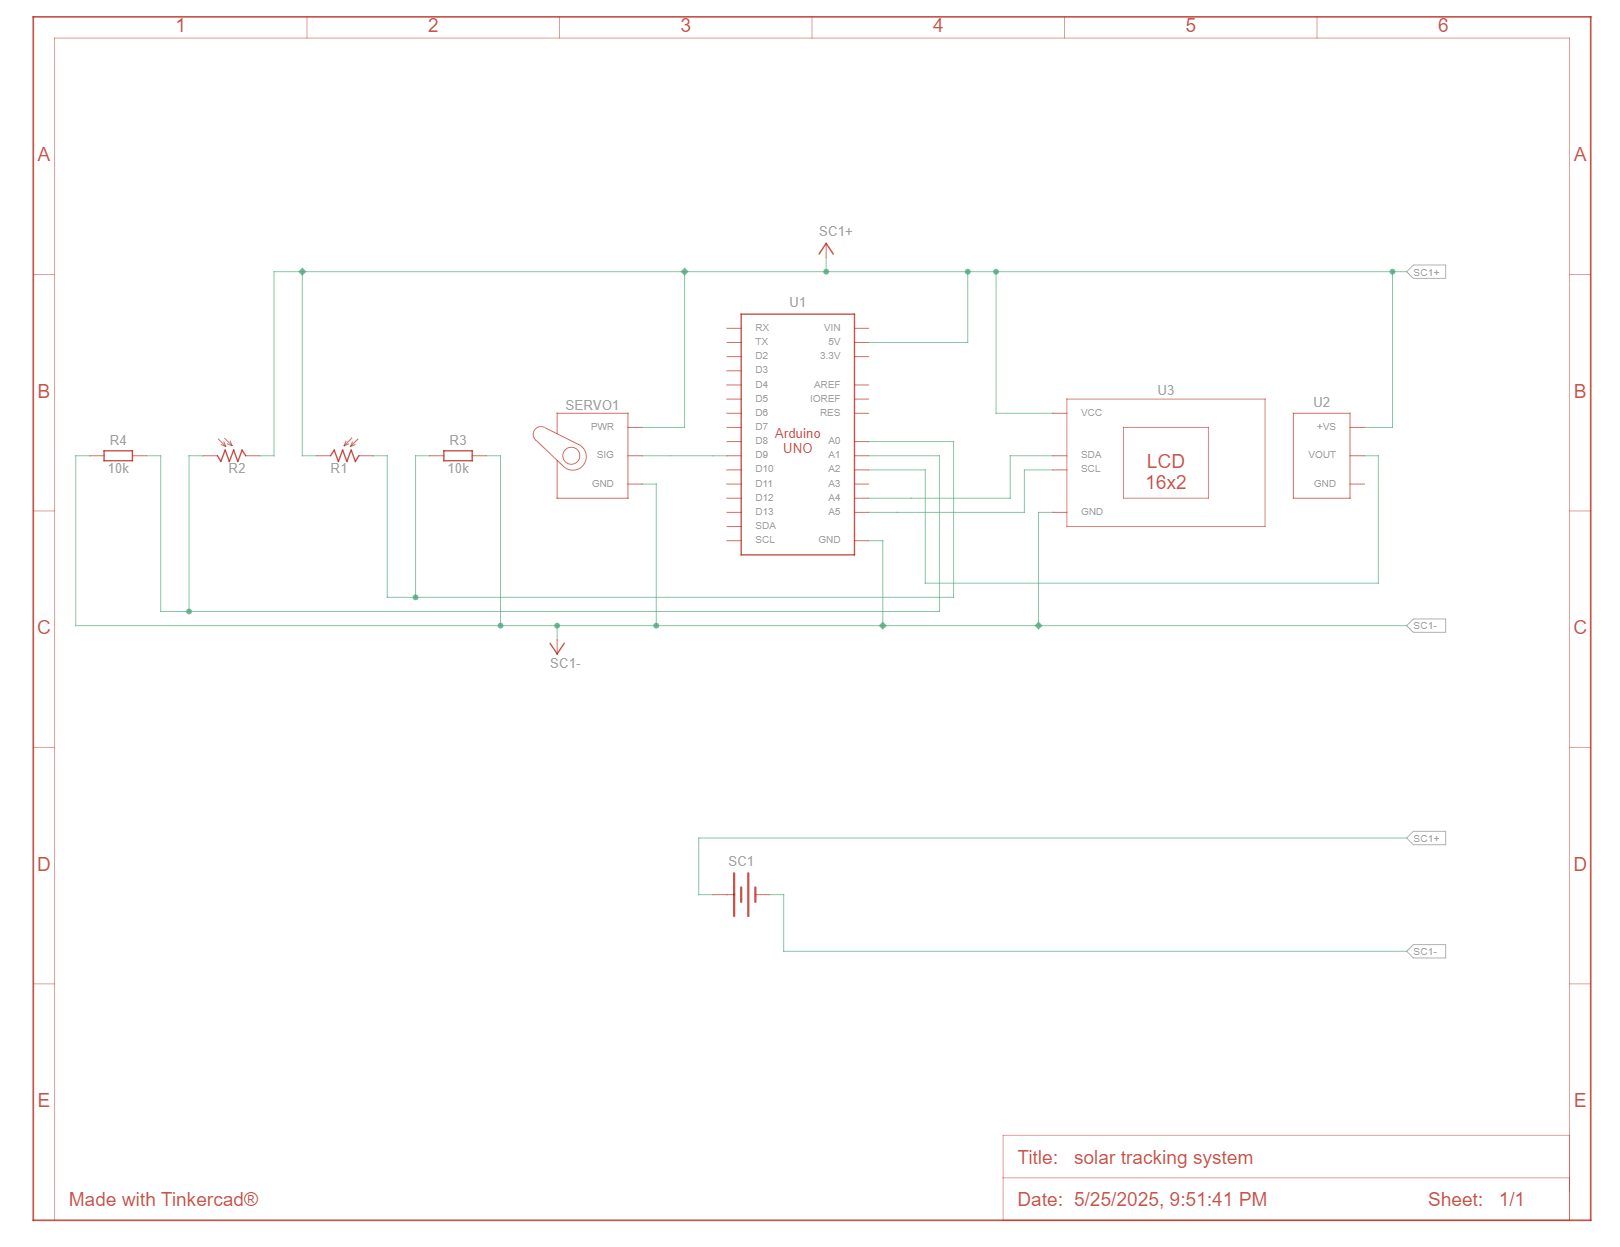 1 2 3 4 5 6
A A
SC1+
SC1+
U1
RX VIN
TX 5V
D2 3.3V
D3
D4 AREF
D5 IOREF
D6 RES
D7
D8 A0
D9 A1
D10 A2
D11 A3
D12 A4
D13 A5
SDA
SCL GND
Arduino
UNO
B B
R4
10k
R2
R1
R3
10k
SERVO1
PWR
SIG
GND
U3
VCC
SDA
SCL
GND
LCD
16x2
U2
+VS
VOUT
GND
C C
SC1-
SC1-
SC1+
D D
SC1
SC1-
E E
Title: solar tracking system
Made with Tinkercad®
Date: 5/25/2025, 9:51:41 PM Sheet: 1/1